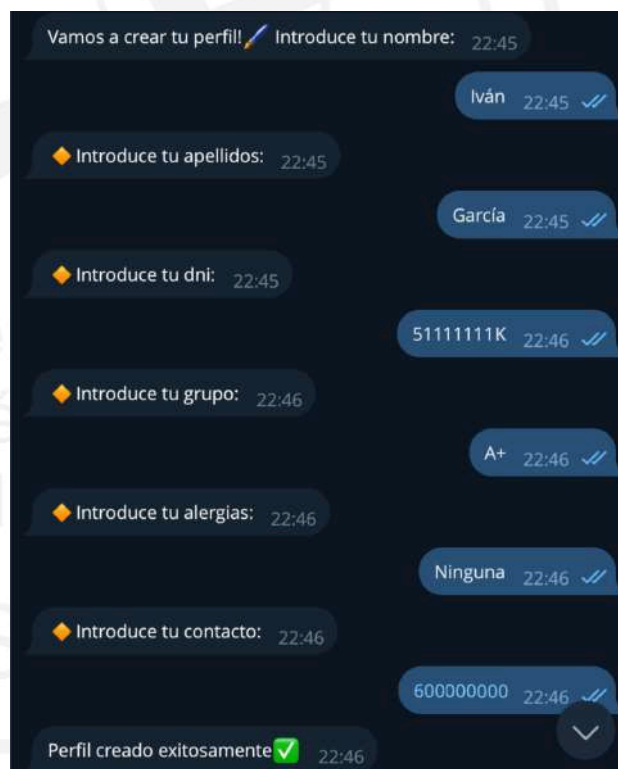 Vamos a crear tu perfil!🖌️ Introduce tu nombre: 22:45
Iván 22:45
🔸Introduce tu apellidos: 22:45
García 22:45
🔸Introduce tu dni: 22:45
51111111K 22:46
🔸Introduce tu grupo: 22:46
A+ 22:46
🔸Introduce tu alergias: 22:46
Ninguna 22:46
🔸Introduce tu contacto: 22:46
600000000 22:46
Perfil creado exitosamente✅ 22:46